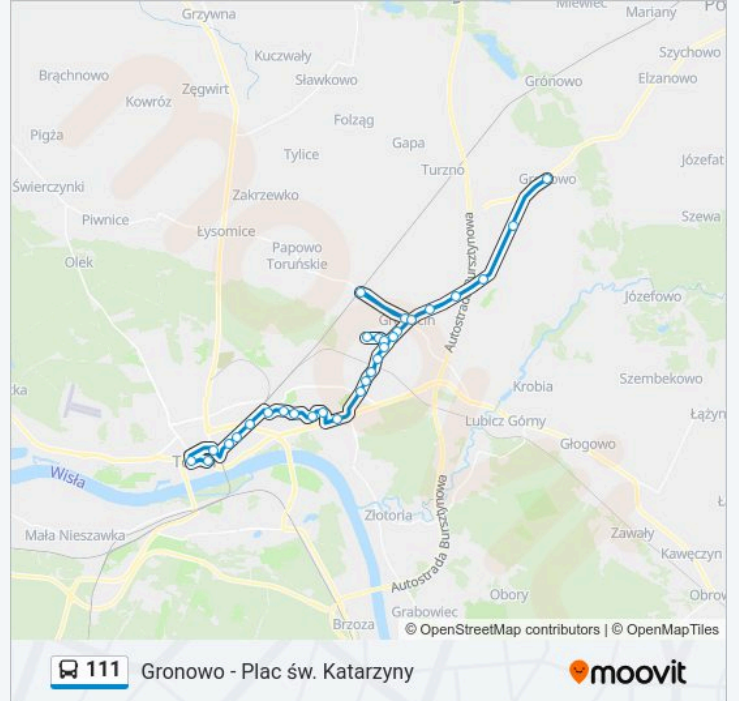 Grzywna
Miewiec
Mariany
Po
Kuczwały
Szychowo
Brąchnowo
Sławkowo
Grónowo
Elzanowo
Zęgwirt
Kowróz
Folząg
Pigża
Gapa
Tylice
Turzno
Józefat
Świerczynki
Gronowo
Zakrzewko
Piwnice
Szewa
Łysomice
Papowo
Toruńskie
Olek
Autostrada Bursztynowa
Józefowo
Szembekowo
Krobia
Lubicz Górny
Łążyn
Głogowo
Wisła
Złotoria
Mała Nieszawka
Zawały
Kawęczyn
Autostrada Bursztynowa
Obory
Obrow
Grabowiec
Brzoza
© OpenStreetMap contributors | © OpenMapTiles
111 Gronowo - Plac św. Katarzyny
moovit